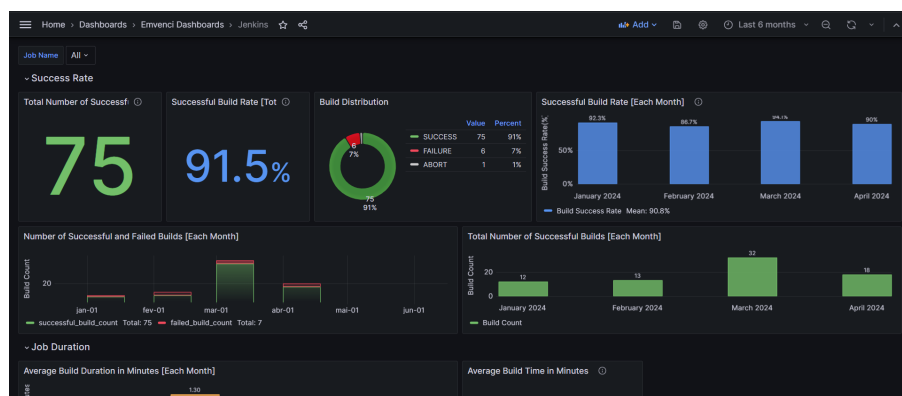 Home › Dashboards › Emvenci Dashboards › Jenkins
Add
Last 6 months
Job Name All
Success Rate
Total Number of Successf
Successful Build Rate [Tot
Build Distribution
Successful Build Rate [Each Month]
75
91.5%
6
7%
75
91%
Value Percent
SUCCESS 75 91%
FAILURE 6 7%
ABORT 1 1%
Build Success Rate(%
50%
0%
92.3%
86.7%
94.1%
90%
January 2024
February 2024
March 2024
April 2024
Build Success Rate Mean: 90.8%
Number of Successful and Failed Builds [Each Month]
Build Count
20
jan-01
fev-01
mar-01
abr-01
mai-01
jun-01
successful_build_count Total: 75 failed_build_count Total: 7
Total Number of Successful Builds [Each Month]
Build Count
20
0
12
13
32
18
January 2024
February 2024
March 2024
April 2024
Build Count
Job Duration
Average Build Duration in Minutes [Each Month]
1.30
Average Build Time in Minutes